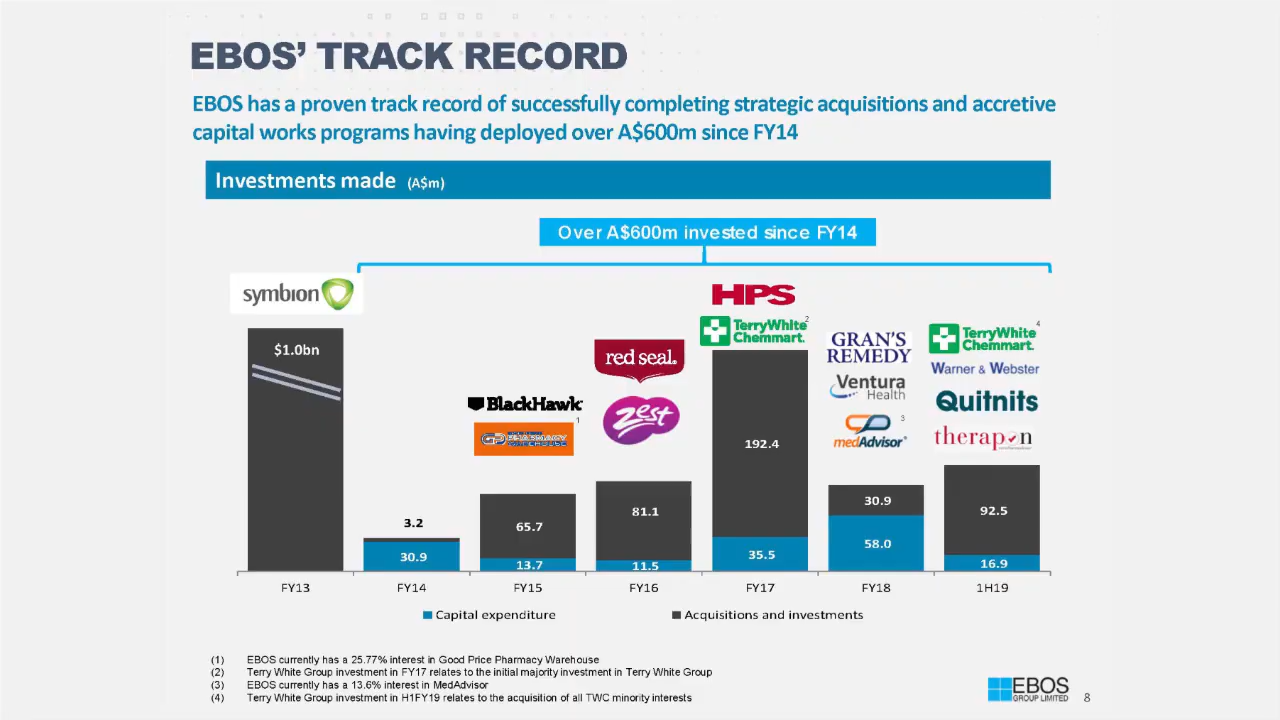 EBOS' TRACK RECORD
EBOS has a proven track record of successfully completing strategic acquisitions and accretive
capital works programs having deployed over A$600m since FY14
Investments made (A$m)
Over A$600m invested since FY14
symbion
HPS
TerryWhite Chemmart. 2
GRAN'S REMEDY
TerryWhite Chemmart. 4
red seal.
Warner & Webster
Ventura Health
Quitnits
BlackHawk
zest
medAdvisor 3
therapon
GP PHARMACY WAREHOUSE 1
$1.0bn
3.2
30.9
65.7
13.7
81.1
11.5
192.4
35.5
30.9
58.0
92.5
16.9
FY13 FY14 FY15 FY16 FY17 FY18 1H19
Capital expenditure Acquisitions and investments
(1) EBOS currently has a 25.77% interest in Good Price Pharmacy Warehouse
(2) Terry White Group investment in FY17 relates to the initial majority investment in Terry White Group
(3) EBOS currently has a 13.6% interest in MedAdvisor
(4) Terry White Group investment in H1FY19 relates to the acquisition of all TWC minority interests
EBOS
GROUP LIMITED
8